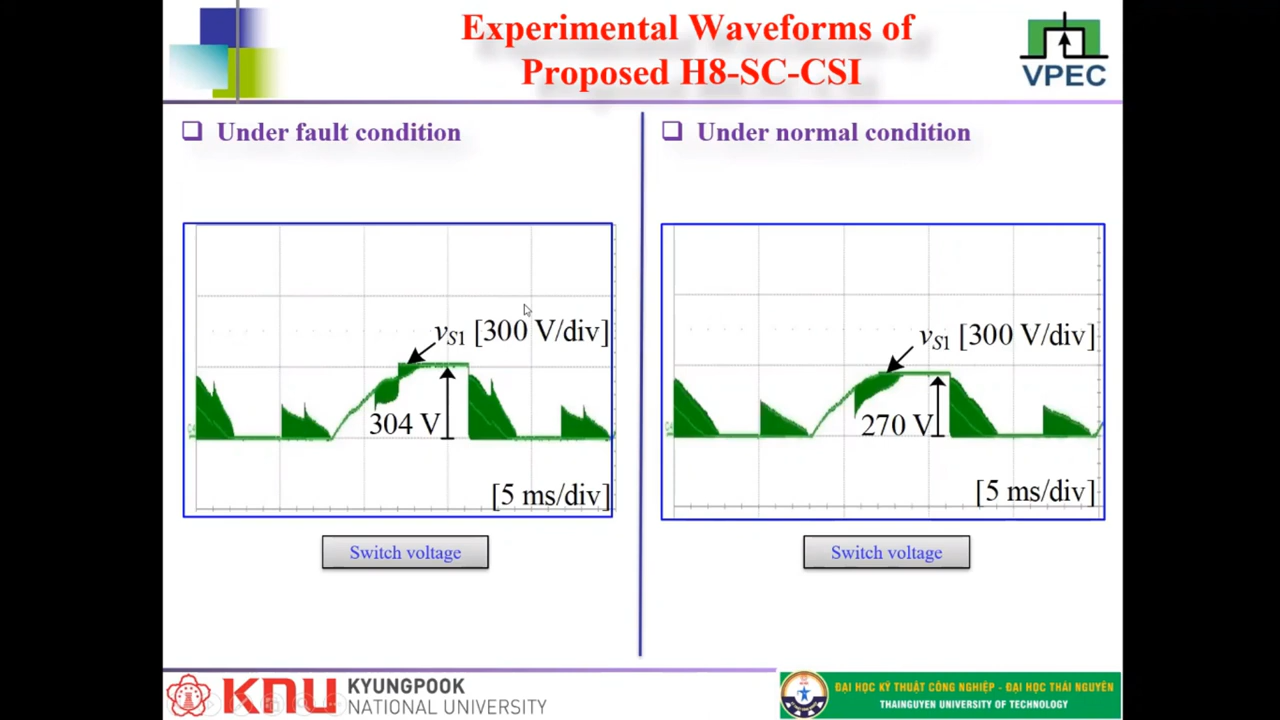 Experimental Waveforms of
Proposed H8-SC-CSI
VPEC
❑ Under fault condition
vS1 [300 V/div]
304 V
[5 ms/div]
Switch voltage
❑ Under normal condition
vS1 [300 V/div]
270 V
[5 ms/div]
Switch voltage
KNU KYUNGPOOK
NATIONAL UNIVERSITY
ĐẠI HỌC KỸ THUẬT CÔNG NGHIỆP - ĐẠI HỌC THÁI NGUYÊN
THAINGUYEN UNIVERSITY OF TECHNOLOGY